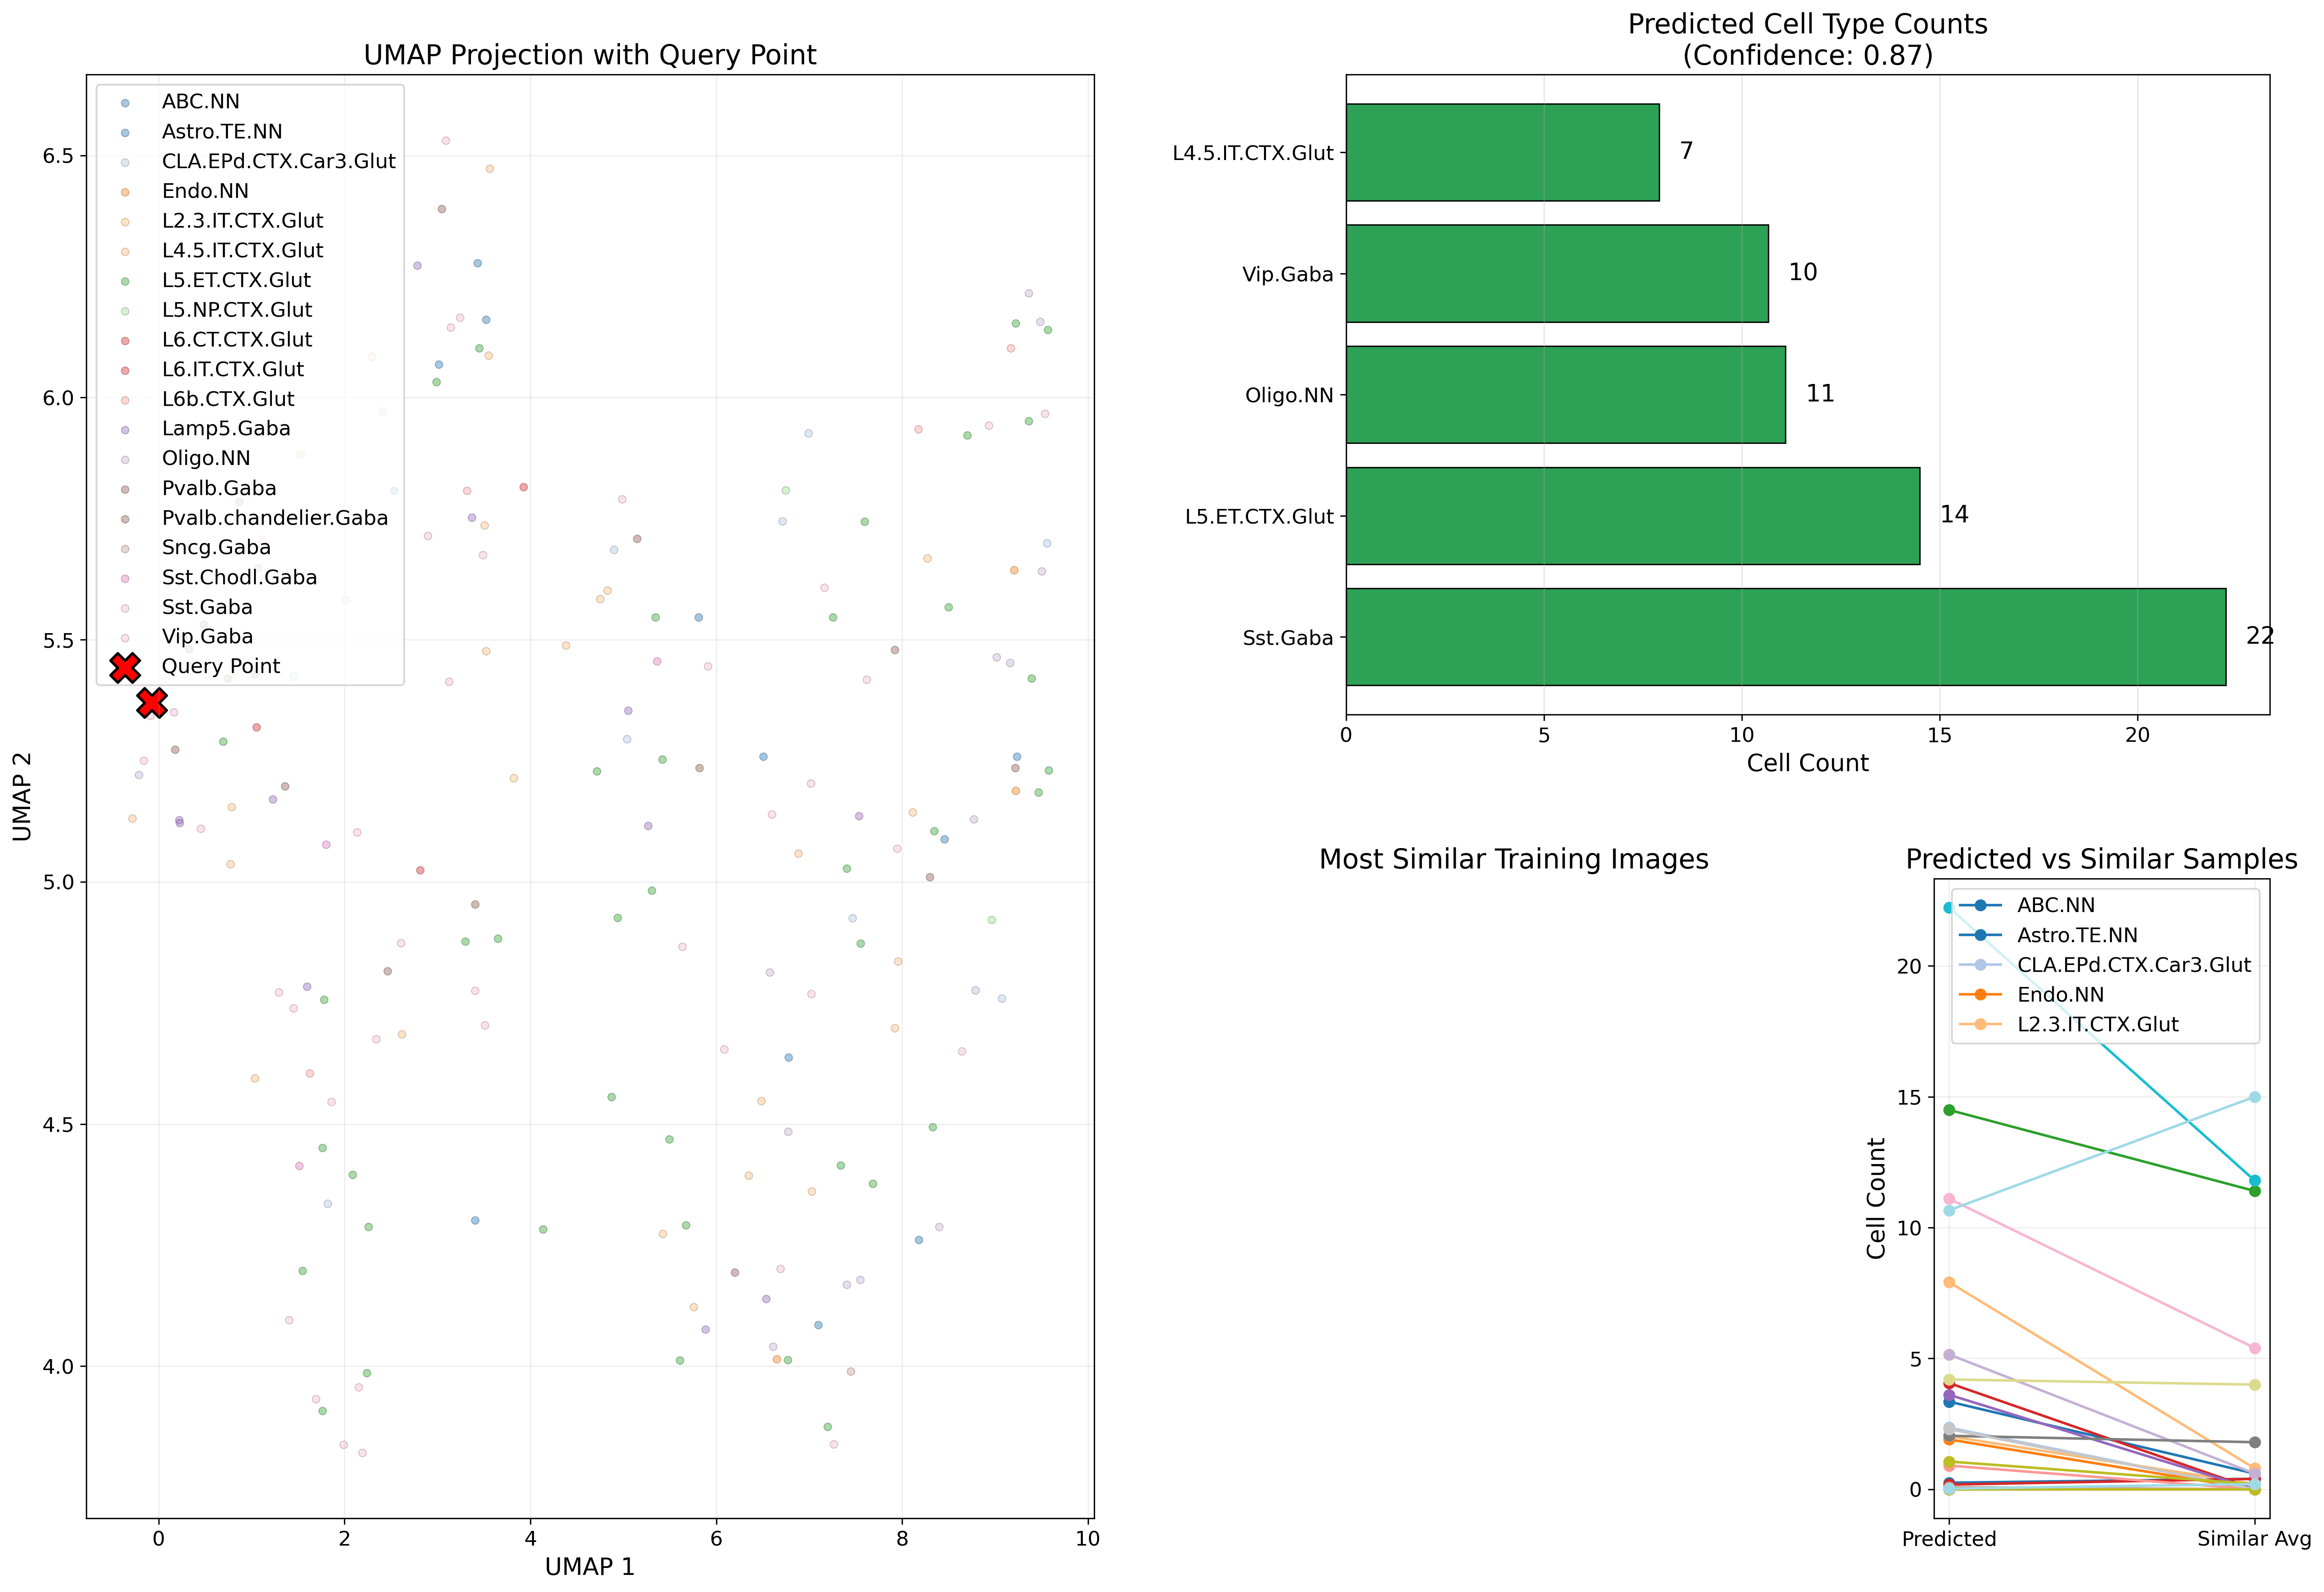 UMAP Projection with Query Point
ABC.NN
Astro.TE.NN
CLA.EPd.CTX.Car3.Glut
Endo.NN
L2.3.IT.CTX.Glut
L4.5.IT.CTX.Glut
L5.ET.CTX.Glut
L5.NP.CTX.Glut
L6.CT.CTX.Glut
L6.IT.CTX.Glut
L6b.CTX.Glut
Lamp5.Gaba
Oligo.NN
Pvalb.Gaba
Pvalb.chandelier.Gaba
Sncg.Gaba
Sst.Chodl.Gaba
Sst.Gaba
Vip.Gaba
Query Point
6.5
6.0
5.5
5.0
4.5
4.0
UMAP 2
0 2 4 6 8 10
UMAP 1
Predicted Cell Type Counts
(Confidence: 0.87)
L4.5.IT.CTX.Glut 7
Vip.Gaba 10
Oligo.NN 11
L5.ET.CTX.Glut 14
Sst.Gaba 22
0 5 10 15 20
Cell Count
Most Similar Training Images
Predicted vs Similar Samples
ABC.NN
Astro.TE.NN
CLA.EPd.CTX.Car3.Glut
Endo.NN
L2.3.IT.CTX.Glut
20
15
10
5
0
Cell Count
Predicted Similar Avg